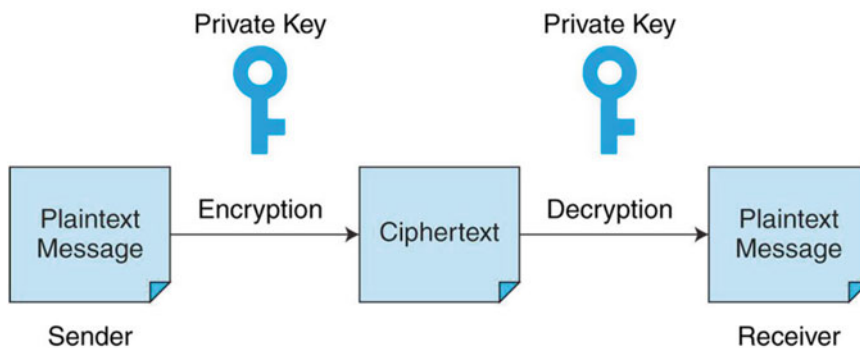 Private Key
Private Key
Plaintext
Message
Encryption
Ciphertext
Decryption
Plaintext
Message
Sender
Receiver